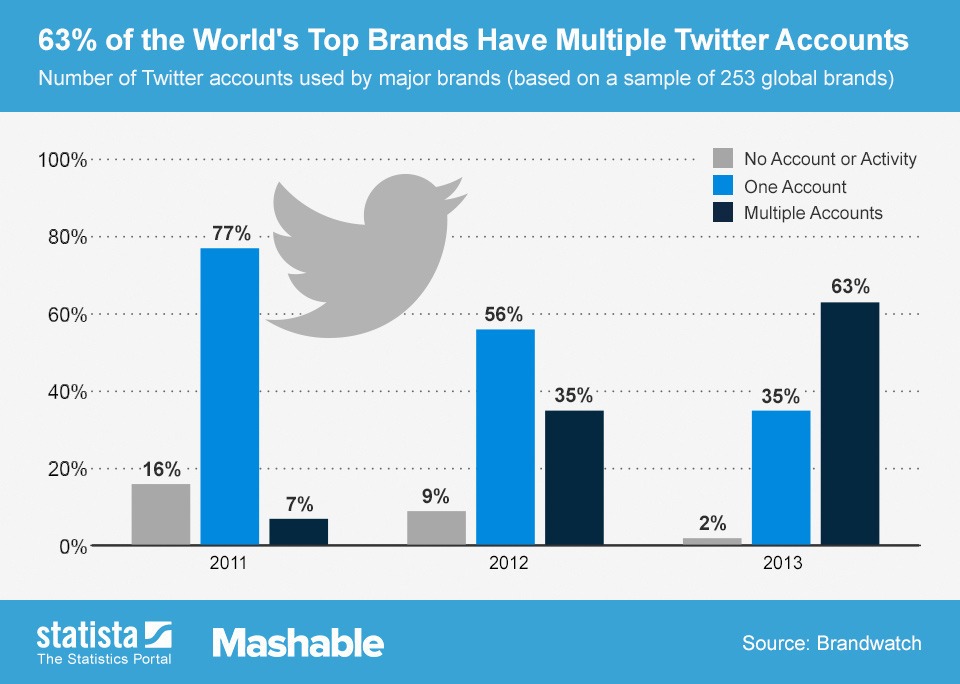 63% of the World's Top Brands Have Multiple Twitter Accounts
Number of Twitter accounts used by major brands (based on a sample of 253 global brands)
100%
80%
60%
40%
20%
0%
No Account or Activity
One Account
Multiple Accounts
16%
77%
7%
9%
56%
35%
2%
35%
63%
2011
2012
2013
statista
The Statistics Portal
Mashable
Source: Brandwatch